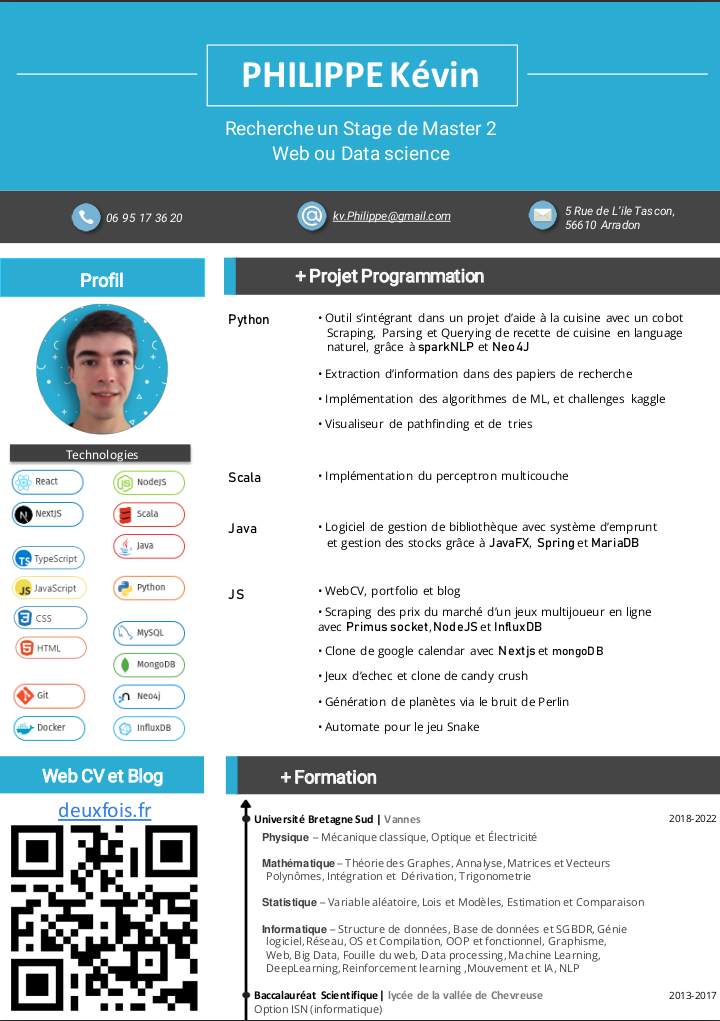 PHILIPPE Kévin
Recherche un Stage de Master 2
Web ou Data science
06 95 17 36 20
kv.Philippe@gmail.com
5 Rue de L'ile Tascon,
56610 Arradon
Profil
Technologies
React
NodeJS
NextJS
Scala
Java
TypeScript
JavaScript
Python
CSS
MySQL
HTML
MongoDB
Git
Neo4j
Docker
InfluxDB
Web CV et Blog
deuxfois.fr
+ Projet Programmation
Python
• Outil s'intégrant dans un projet d'aide à la cuisine avec un cobot
Scraping, Parsing et Querying de recette de cuisine en language
naturel, grâce à sparkNLP et Neo4J
• Extraction d'information dans des papiers de recherche
• Implémentation des algorithmes de ML, et challenges kaggle
• Visualiseur de pathfinding et de tries
Scala
• Implémentation du perceptron multicouche
Java
• Logiciel de gestion de bibliothèque avec système d'emprunt
et gestion des stocks grâce à JavaFX, Spring et MariaDB
JS
• WebCV, portfolio et blog
• Scraping des prix du marché d'un jeux multijoueur en ligne
avec Primus socket, NodeJS et InfluxDB
• Clone de google calendar avec Nextjs et mongoDB
• Jeux d'echec et clone de candy crush
• Génération de planètes via le bruit de Perlin
• Automate pour le jeu Snake
+ Formation
Université Bretagne Sud | Vannes 2018-2022
Physique – Mécanique classique, Optique et Électricité
Mathématique – Théorie des Graphes, Annalyse, Matrices et Vecteurs
Polynômes, Intégration et Dérivation, Trigonometrie
Statistique – Variable aléatoire, Lois et Modèles, Estimation et Comparaison
Informatique – Structure de données, Base de données et SGBDR, Génie
logiciel, Réseau, OS et Compilation, OOP et fonctionnel, Graphisme,
Web, Big Data, Fouille du web, Data processing, Machine Learning,
DeepLearning, Reinforcement learning, Mouvement et IA, NLP
Baccalauréat Scientifique | lycée de la vallée de Chevreuse 2013-2017
Option ISN (informatique)